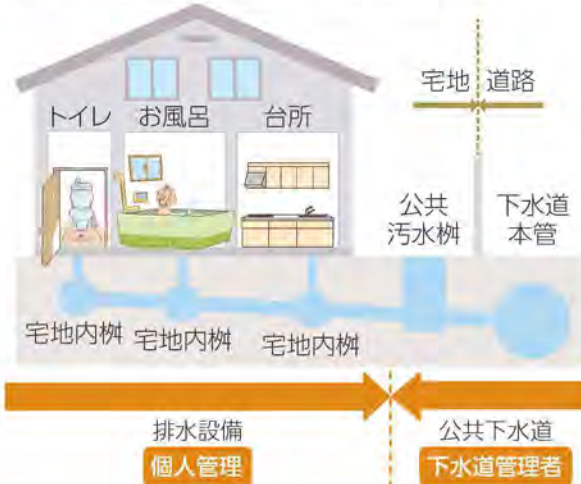 宅地 道路
トイレ お風呂 台所
公共
汚水桝
下水道
本管
宅地内桝 宅地内桝 宅地内桝
排水設備
個人管理
公共下水道
下水道管理者